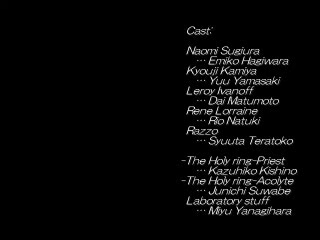 Cast:
Naomi Sugiura
… Emiko Hagiwara
Kyouji Kamiya
… Yuu Yamasaki
Leroy Ivanoff
… Dai Matumoto
Rene Lorraine
… Rio Natuki
Razzo
… Syuuta Teratoko
-The Holy ring-Priest
… Kazuhiko Kishino
-The Holy ring-Acolyte
… Junichi Suwabe
Laboratory stuff
… Miyu Yanagihara